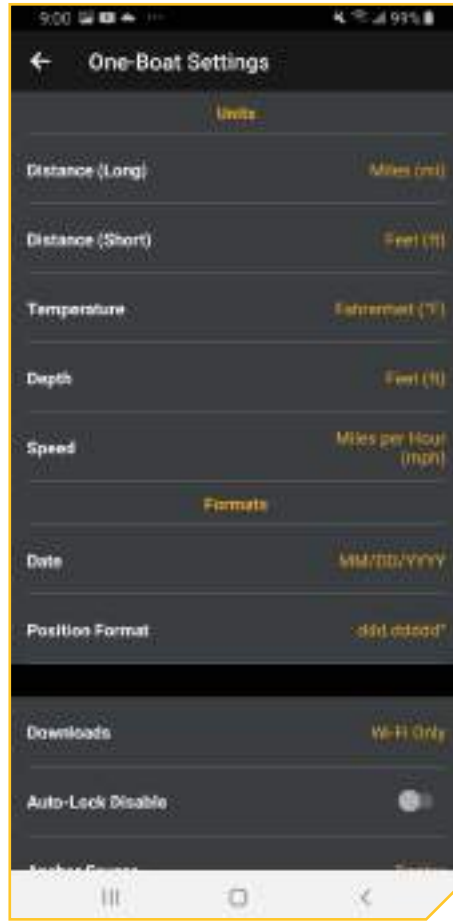 9:00 99%
One-Boat Settings
Units
Distance (Long) Miles (mi)
Distance (Short) Feet (ft)
Temperature Fahrenheit (°F)
Depth Feet (ft)
Speed Miles per Hour (mph)
Formats
Date MM/DD/YYYY
Position Format ddd.ddddd°
Downloads Wi-Fi Only
Auto-Lock Disable